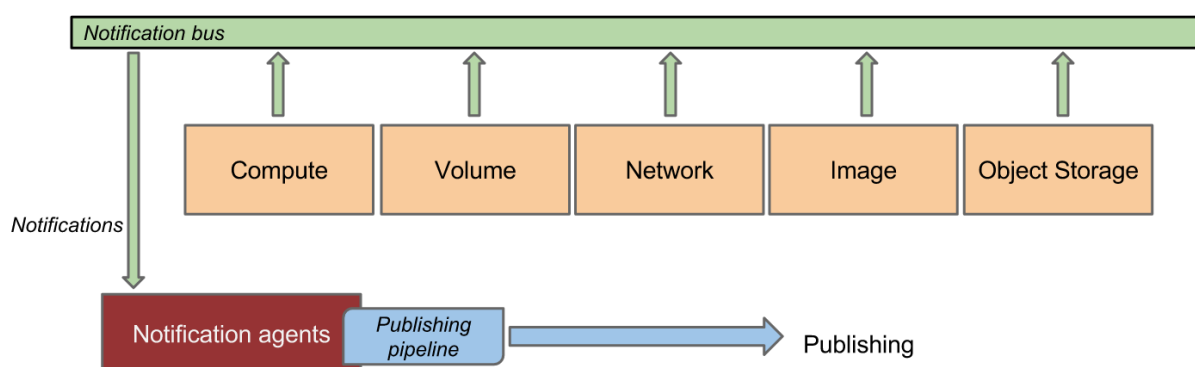 Notification bus
Compute
Volume
Network
Image
Object Storage
Notifications
Notification agents
Publishing
pipeline
Publishing